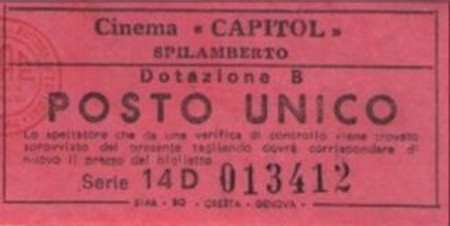 Cinema « CAPITOL »
SPILAMBERTO
Dotazione B
POSTO UNICO
Lo spettatore che da una verifica di controllo viene trovato
sprovvisto del presente tagliando dovrà corrispondere di
nuovo il prezzo del biglietto
Serie 14D 013412
SIAE - BO - CRESTA - GENOVA -